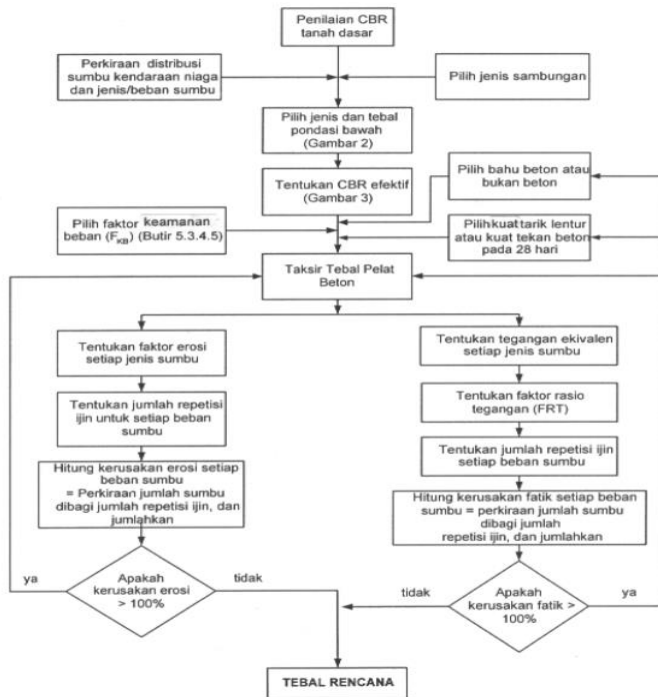 Penilaian CBR
tanah dasar
Perkiraan distribusi
sumbu kendaraan niaga
dan jenis/beban sumbu
Pilih jenis sambungan
Pilih jenis dan tebal
pondasi bawah
(Gambar 2)
Tentukan CBR efektif
(Gambar 3)
Pilih bahu beton atau
bukan beton
Pilih faktor keamanan
beban (FKB) (Butir 5.3.4.5)
Pilih kuat tarik lentur
atau kuat tekan beton
pada 28 hari
Taksir Tebal Pelat
Beton
Tentukan faktor erosi
setiap jenis sumbu
Tentukan jumlah repetisi
ijin untuk setiap beban
sumbu
Hitung kerusakan erosi setiap
beban sumbu
= Perkiraan jumlah sumbu
dibagi jumlah repetisi ijin, dan
jumlahkan
Tentukan tegangan ekivalen
setiap jenis sumbu
Tentukan faktor rasio
tegangan (FRT)
Tentukan jumlah repetisi ijin
setiap beban sumbu
Hitung kerusakan fatik setiap beban
sumbu = perkiraan jumlah sumbu
dibagi jumlah
repetisi ijin, dan jumlahkan
ya
Apakah
kerusakan erosi
> 100%
tidak
tidak
Apakah
kerusakan fatik >
100%
ya
TEBAL RENCANA